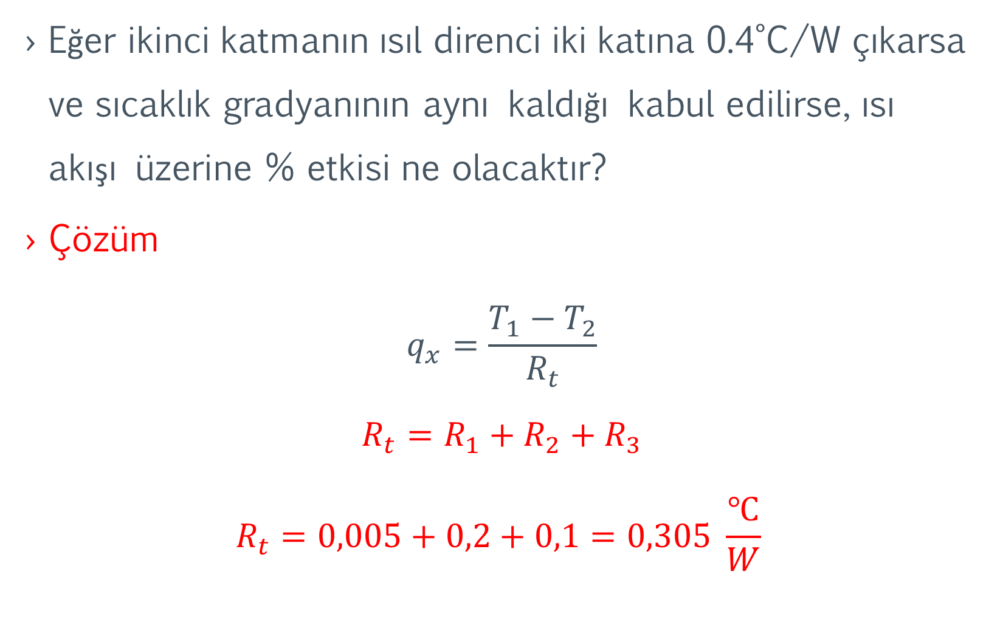 › Eğer ikinci katmanın ısıl direnci iki katına 0.4°C/W çıkarsa
ve sıcaklık gradyanının aynı kaldığı kabul edilirse, ısı
akışı üzerine % etkisi ne olacaktır?
› Çözüm
q_x = \frac{T_1 − T_2}{R_t}
R_t = R_1 + R_2 + R_3
R_t = 0,005 + 0,2 + 0,1 = 0,305 \frac{°C}{W}